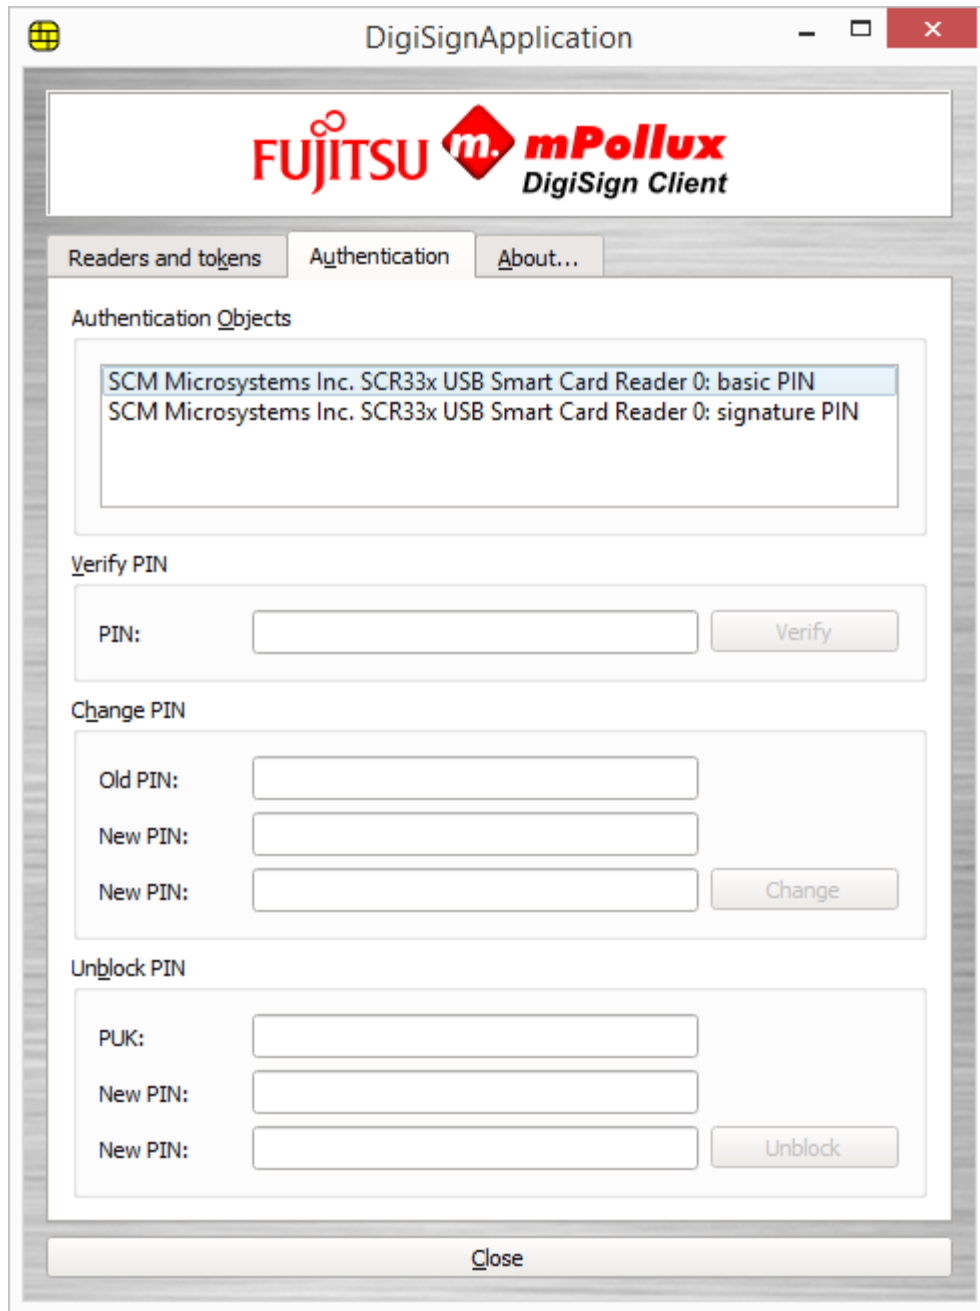 DigiSignApplication
FUJITSU m. mPollux
DigiSign Client
Readers and tokens Authentication About...
Authentication Objects
SCM Microsystems Inc. SCR33x USB Smart Card Reader 0: basic PIN
SCM Microsystems Inc. SCR33x USB Smart Card Reader 0: signature PIN
Verify PIN
PIN: Verify
Change PIN
Old PIN:
New PIN:
New PIN: Change
Unblock PIN
PUK:
New PIN:
New PIN: Unblock
Close